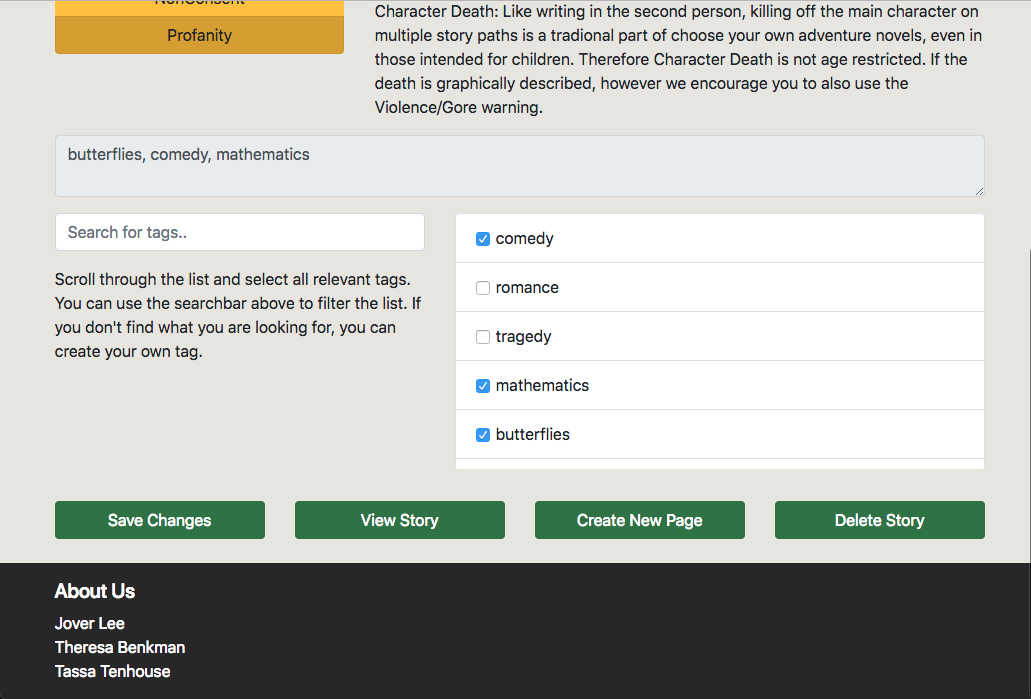 NonConsent
Profanity
Character Death: Like writing in the second person, killing off the main character on
multiple story paths is a tradional part of choose your own adventure novels, even in
those intended for children. Therefore Character Death is not age restricted. If the
death is graphically described, however we encourage you to also use the
Violence/Gore warning.
butterflies, comedy, mathematics
Search for tags..
Scroll through the list and select all relevant tags.
You can use the searchbar above to filter the list. If
you don't find what you are looking for, you can
create your own tag.
comedy
romance
tragedy
mathematics
butterflies
Save Changes
View Story
Create New Page
Delete Story
About Us
Jover Lee
Theresa Benkman
Tassa Tenhouse